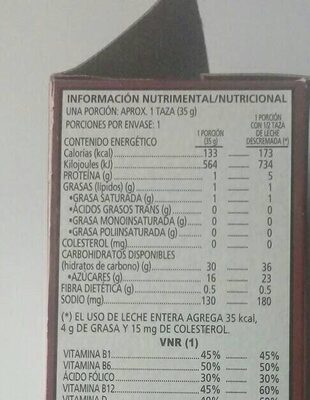 INFORMACIÓN NUTRIMENTAL/NUTRICIONAL
UNA PORCIÓN: APROX. 1 TAZA (35 g)
PORCIONES POR ENVASE: 1
CONTENIDO ENERGÉTICO 1 PORCIÓN (35 g) 1 PORCIÓN CON 1/2 TAZA DE LECHE DESCREMADA (*)
Calorías (kcal) 133 173
Kilojoules (kJ) 564 734
PROTEÍNA (g) 1 5
GRASAS (lípidos) (g) 1 1
•GRASA SATURADA (g) 1 1
•ÁCIDOS GRASOS TRANS (g) 0 0
•GRASA MONOINSATURADA (g) 0 0
•GRASA POLIINSATURADA (g) 0 0
COLESTEROL (mg) 0 0
CARBOHIDRATOS DISPONIBLES
(hidratos de carbono) (g) 30 36
•AZÚCARES (g) 16 23
FIBRA DIETÉTICA (g) 0.5 0.5
SODIO (mg) 130 180
(*) EL USO DE LECHE ENTERA AGREGA 35 kcal,
4 g DE GRASA Y 15 mg DE COLESTEROL.
VNR (1)
VITAMINA B1 45% 45%
VITAMINA B6 50% 50%
ÁCIDO FÓLICO 30% 30%
VITAMINA B12 45% 60%